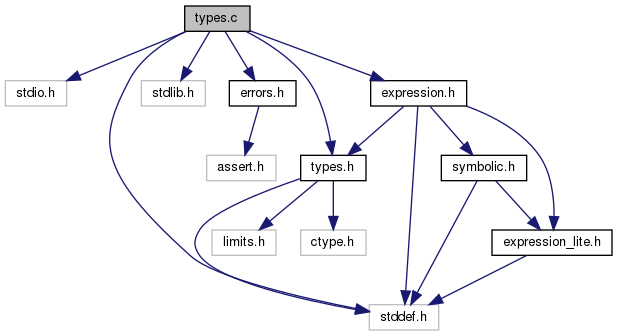 types.c
stdio.h
stdlib.h
errors.h
expression.h
assert.h
types.h
symbolic.h
limits.h
ctype.h
expression_lite.h
stddef.h